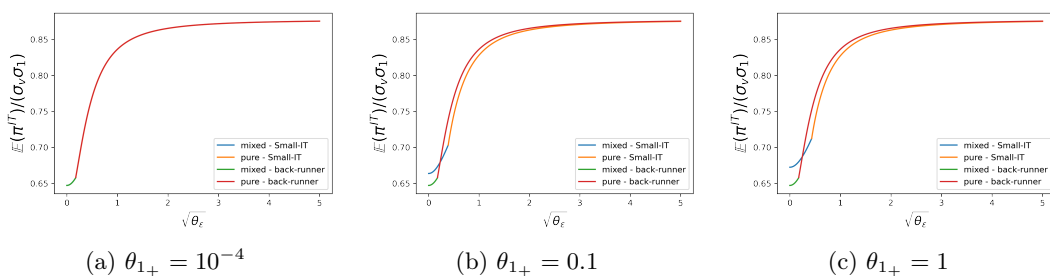 𝔼(π^{IT})/(σ_vσ_1)
0.85
0.80
0.75
0.70
0.65
0 1 2 3 4 5
√θ_ε
mixed - Small-IT
pure - Small-IT
mixed - back-runner
pure - back-runner
(a) θ_{1_+} = 10^{-4}
𝔼(π^{IT})/(σ_vσ_1)
0.85
0.80
0.75
0.70
0.65
0 1 2 3 4 5
√θ_ε
mixed - Small-IT
pure - Small-IT
mixed - back-runner
pure - back-runner
(b) θ_{1_+} = 0.1
𝔼(π^{IT})/(σ_vσ_1)
0.85
0.80
0.75
0.70
0.65
0 1 2 3 4 5
√θ_ε
mixed - Small-IT
pure - Small-IT
mixed - back-runner
pure - back-runner
(c) θ_{1_+} = 1